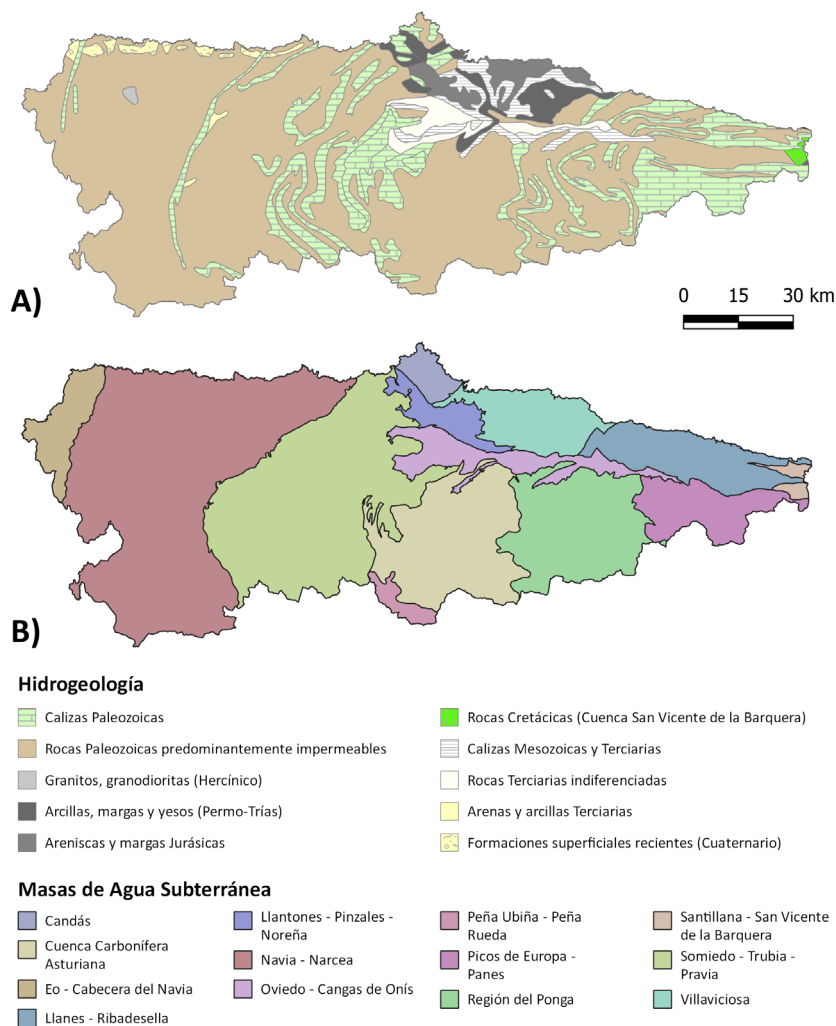 A)
0 15 30 km
B)
Hidrogeología
Calizas Paleozoicas
Rocas Paleozoicas predominantemente impermeables
Granitos, granodioritas (Hercínico)
Arcillas, margas y yesos (Permo-Trías)
Areniscas y margas Jurásicas
Rocas Cretácicas (Cuenca San Vicente de la Barquera)
Calizas Mesozoicas y Terciarias
Rocas Terciarias indiferenciadas
Arenas y arcillas Terciarias
Formaciones superficiales recientes (Cuaternario)
Masas de Agua Subterránea
Candás
Cuenca Carbonífera
Asturiana
Eo - Cabecera del Navia
Llanes - Ribadesella
Llantones - Pinzales -
Noreña
Navia - Narcea
Oviedo - Cangas de Onís
Peña Ubiña - Peña
Rueda
Picos de Europa -
Panes
Región del Ponga
Santillana - San Vicente
de la Barquera
Somiedo - Trubia -
Pravia
Villaviciosa